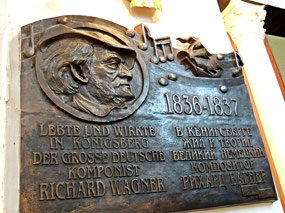 1836-1837
LEBTE UND WIRKTE
IN KÖNIGSBERG
DER GROSSE DEUTSCHE
KOMPONIST
RICHARD WAGNER
В КЕНИГСБЕРГЕ
ЖИЛ И ТВОРИЛ
ВЕЛИКИЙ НЕМЕЦКИЙ
КОМПОЗИТОР
РИХАРД ВАГНЕР